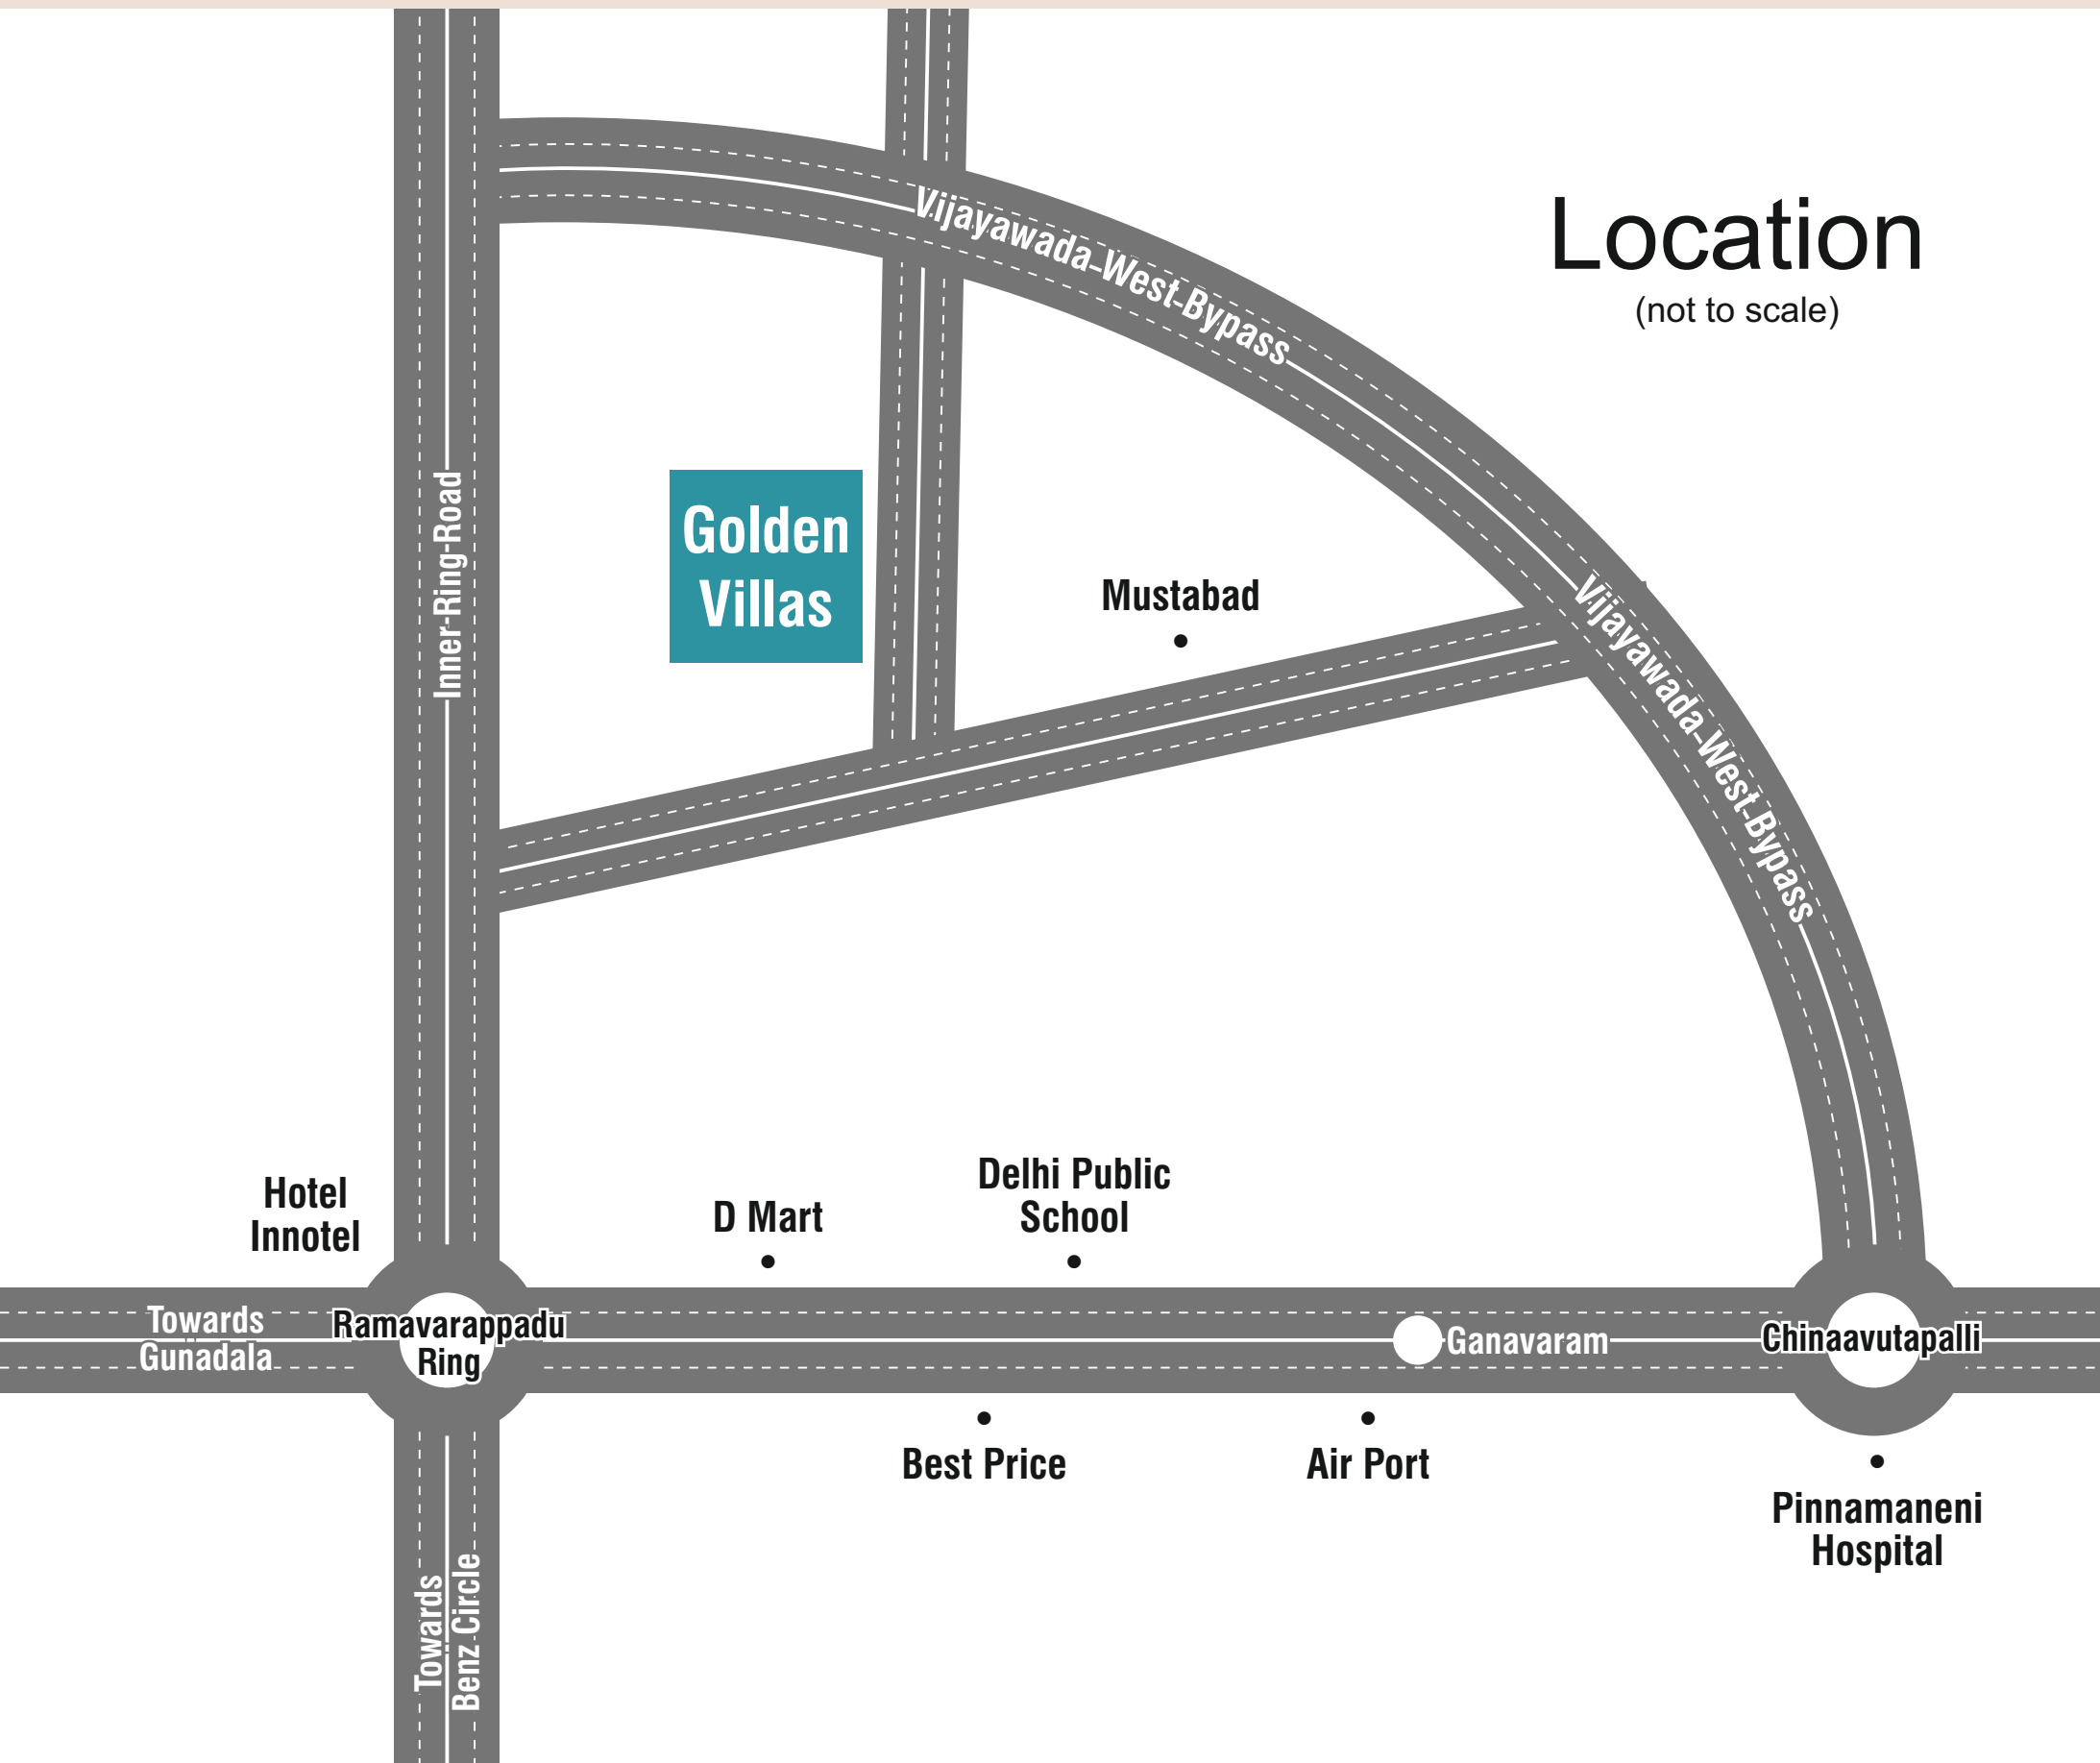 Location
(not to scale)
Vijayawada-West-Bypass
Inner-Ring-Road
Golden
Villas
Mustabad
Vijayawada-West-Bypass
Hotel
Innotel
D Mart
Delhi Public
School
Towards
Gunadala
Ramavarappadu
Ring
Ganavaram
Chinaavutapalli
Best Price
Air Port
Pinnamaneni
Hospital
Towards
Benz Circle